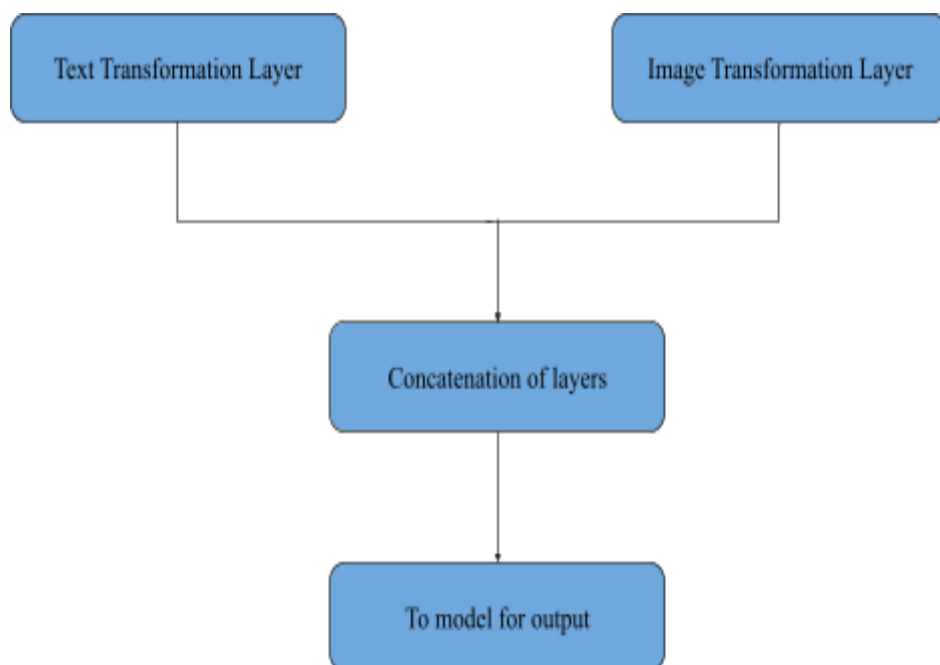 Text Transformation Layer
Image Transformation Layer
Concatenation of layers
To model for output